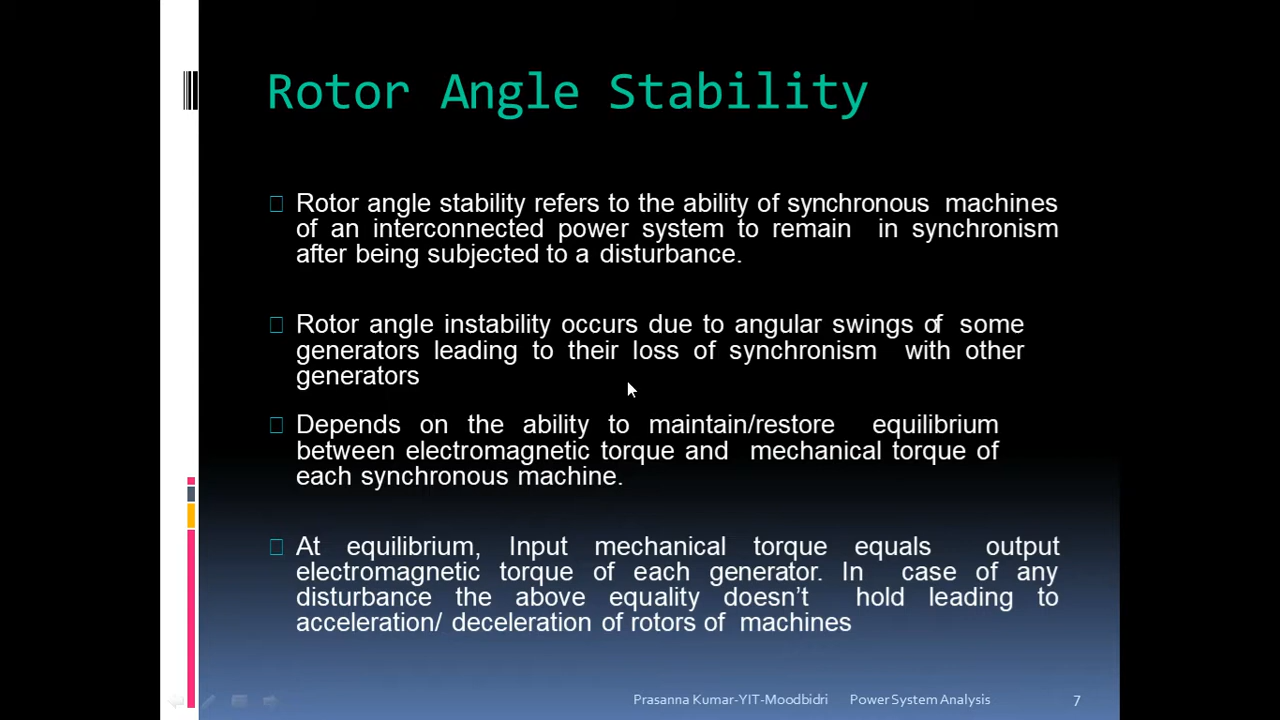 Rotor Angle Stability
Rotor angle stability refers to the ability of synchronous machines
of an interconnected power system to remain in synchronism
after being subjected to a disturbance.
Rotor angle instability occurs due to angular swings of some
generators leading to their loss of synchronism with other
generators
Depends on the ability to maintain/restore equilibrium
between electromagnetic torque and mechanical torque of
each synchronous machine.
At equilibrium, Input mechanical torque equals output
electromagnetic torque of each generator. In case of any
disturbance the above equality doesn’t hold leading to
acceleration/ deceleration of rotors of machines
Prasanna Kumar-YIT-Moodbidri Power System Analysis 7